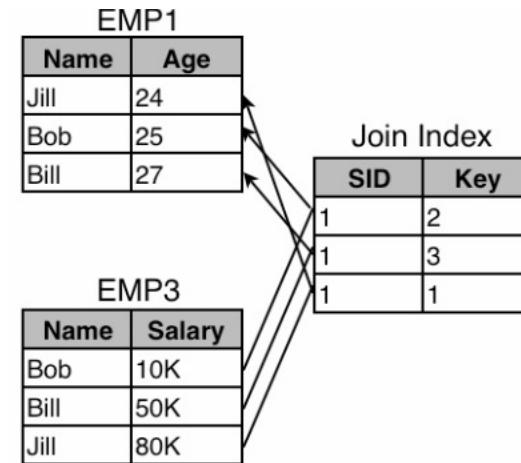 EMP1
Name Age
Jill 24
Bob 25
Bill 27
Join Index
SID Key
1 2
1 3
1 1
EMP3
Name Salary
Bob 10K
Bill 50K
Jill 80K